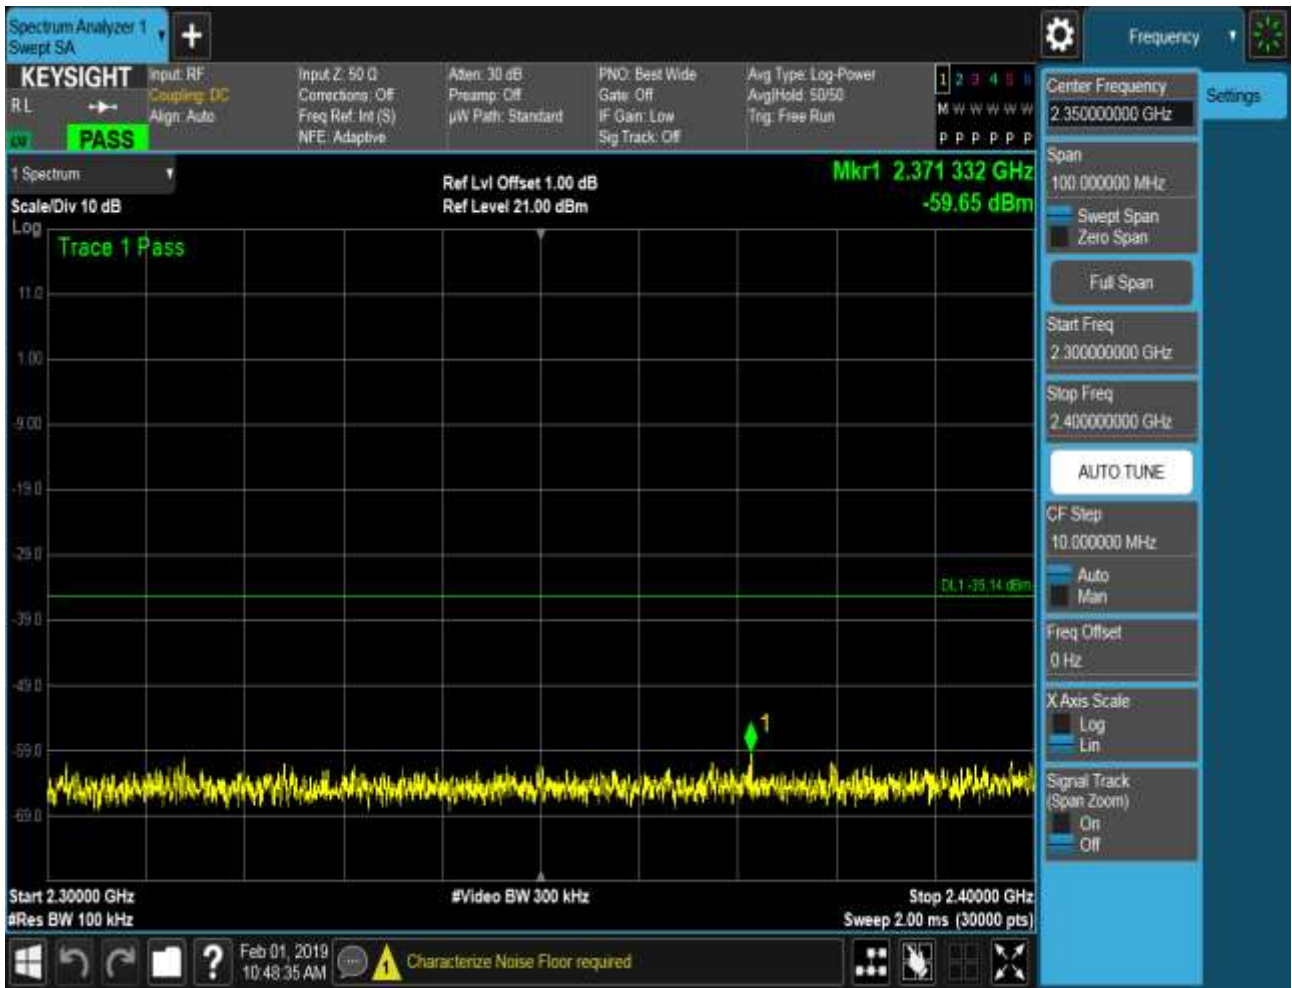 Spectrum Analyzer 1
Swept SA
+
Frequency
KEYSIGHT
RL
PASS
Input: RF
Coupling: DC
Align: Auto
Input Z: 50 Ω
Corrections: Off
Freq Ref: Int (S)
NFE: Adaptive
Atten: 30 dB
Preamp: Off
µW Path: Standard
PNO: Best Wide
Gate: Off
IF Gain: Low
Sig Track: Off
Avg Type: Log-Power
Avg|Hold: 50/50
Trig: Free Run
1 2 3 4 5 6
M W W W W W
P P P P P P
1 Spectrum
Scale/Div 10 dB
Ref Lvl Offset 1.00 dB
Ref Level 21.00 dBm
Mkr1 2.371 332 GHz
-59.65 dBm
Log
Trace 1 Pass
11.0
1.00
-9.00
-19.0
-29.0
-39.0
-49.0
-59.0
-69.0
DL1 -35.14 dBm
1
Start 2.30000 GHz
#Res BW 100 kHz
#Video BW 300 kHz
Stop 2.40000 GHz
Sweep 2.00 ms (30000 pts)
Center Frequency
2.350000000 GHz
Settings
Span
100.000000 MHz
Swept Span
Zero Span
Full Span
Start Freq
2.300000000 GHz
Stop Freq
2.400000000 GHz
AUTO TUNE
CF Step
10.000000 MHz
Auto
Man
Freq Offset
0 Hz
X Axis Scale
Log
Lin
Signal Track
(Span Zoom)
On
Off
?
Feb 01, 2019
10:48:35 AM
1
Characterize Noise Floor required